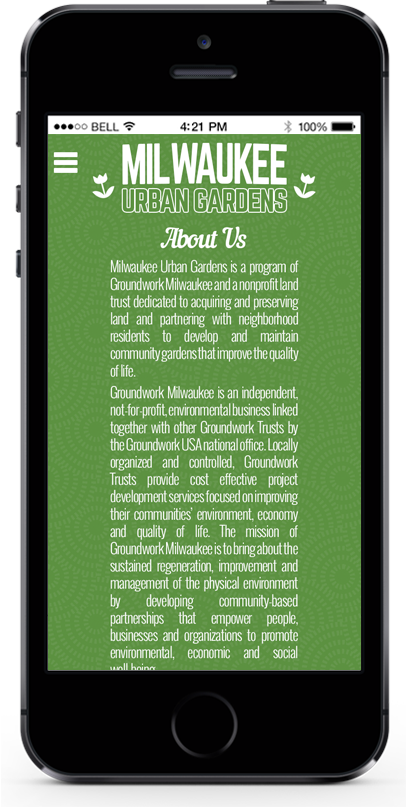 BELL 4:21 PM 100%
MILWAUKEE
URBAN GARDENS
About Us
Milwaukee Urban Gardens is a program of
Groundwork Milwaukee and a nonprofit land
trust dedicated to acquiring and preserving
land and partnering with neighborhood
residents to develop and maintain
community gardens that improve the quality
of life.
Groundwork Milwaukee is an independent,
not-for-profit, environmental business linked
together with other Groundwork Trusts by
the Groundwork USA national office. Locally
organized and controlled, Groundwork
Trusts provide cost effective project
development services focused on improving
their communities' environment, economy
and quality of life. The mission of
Groundwork Milwaukee is to bring about the
sustained regeneration, improvement and
management of the physical environment
by developing community-based
partnerships that empower people,
businesses and organizations to promote
environmental, economic and social
well-being